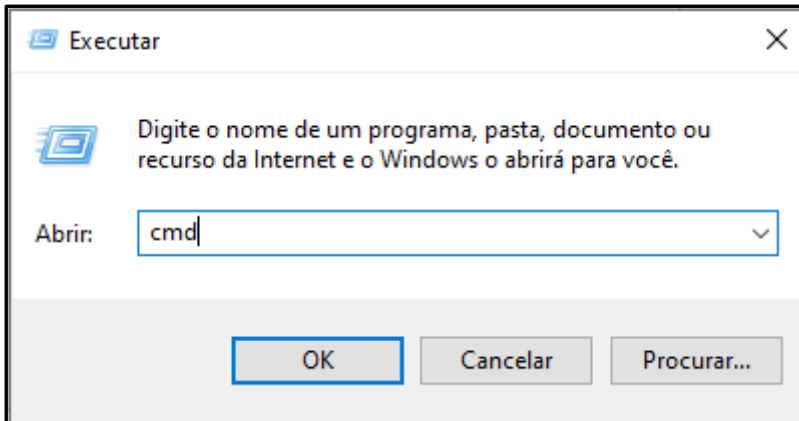 Executar
Digite o nome de um programa, pasta, documento ou
recurso da Internet e o Windows o abrirá para você.
Abrir: cmd
OK Cancelar Procurar...